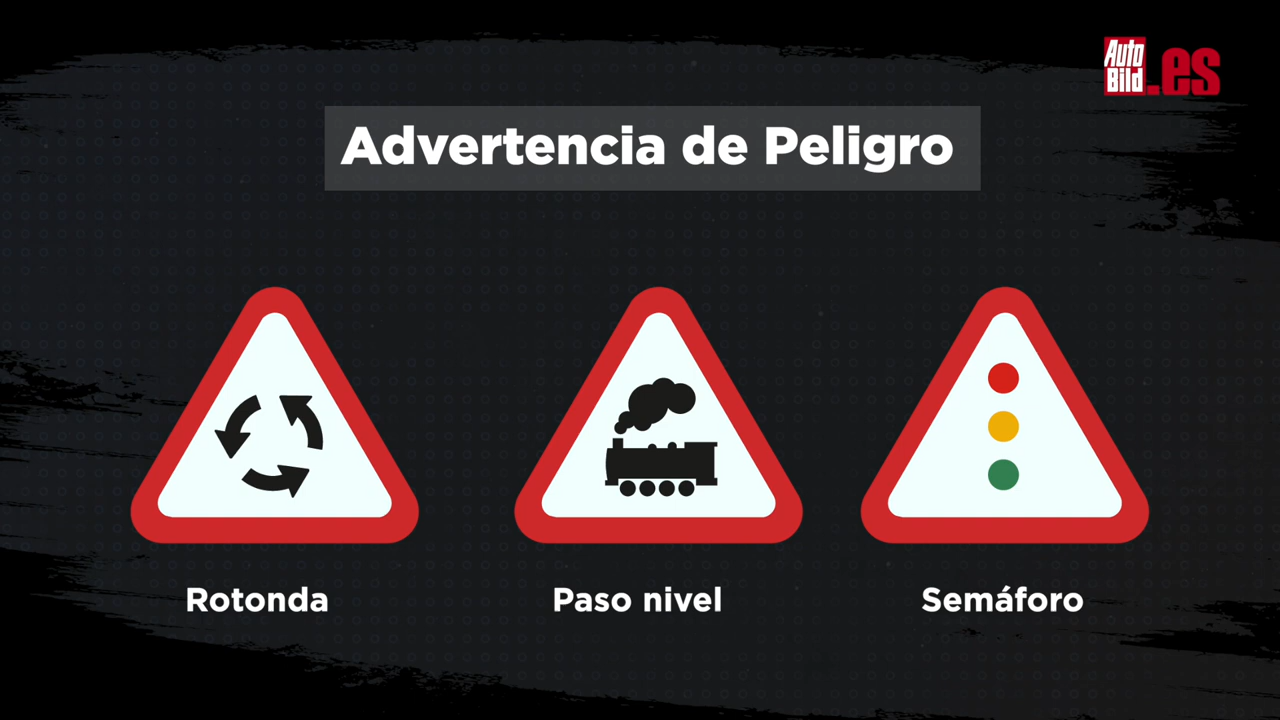 Auto
Bild.es
Advertencia de Peligro
Rotonda
Paso nivel
Semáforo